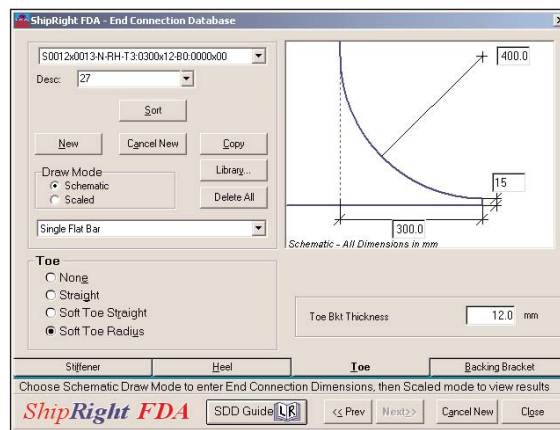 ShipRight FDA - End Connection Database
S0012x0013-N-RH-T3:0300x12-B0:0000x00
Desc: 27
Sort
New Cancel New Copy
Draw Mode
Schematic
Scaled
Library...
Delete All
Single Flat Bar
400.0
15
300.0
Schematic - All Dimensions in mm
Toe
None
Straight
Soft Toe Straight
Soft Toe Radius
Toe Bkt Thickness 12.0 mm
Stiffener Heel Toe Backing Bracket
Choose Schematic Draw Mode to enter End Connection Dimensions, then Scaled mode to view results
ShipRight FDA SDD Guide LR << Prev Next>> Cancel New Close